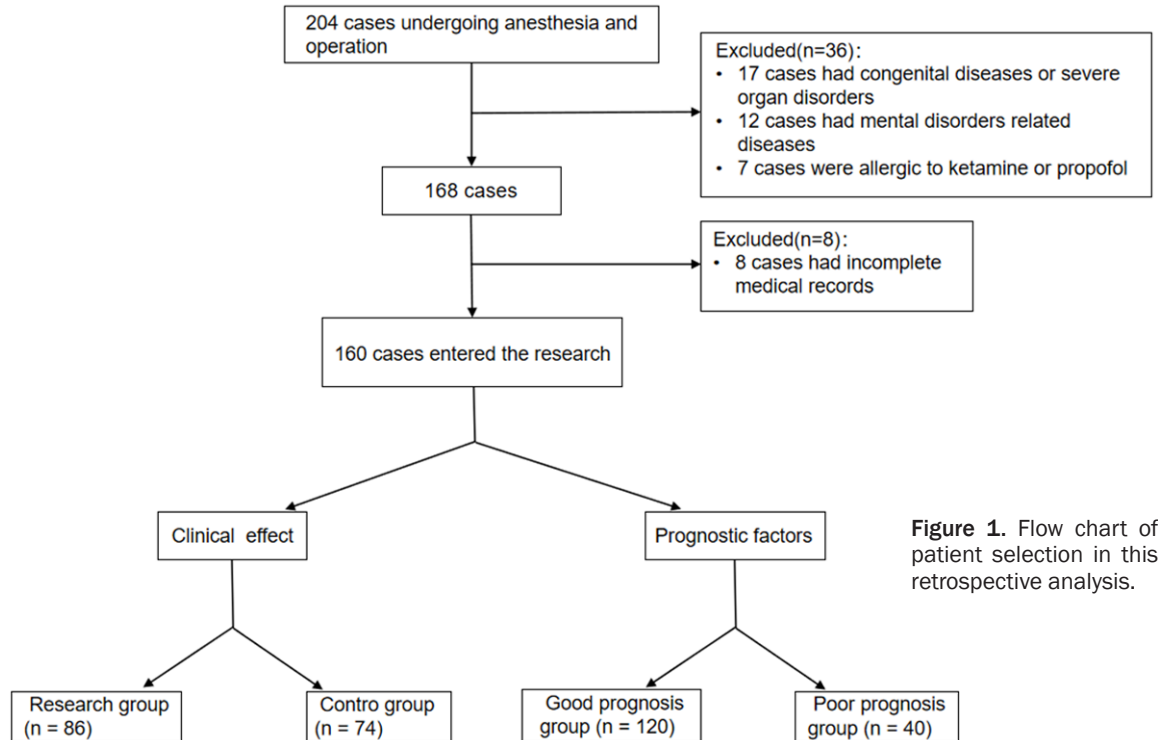 204 cases undergoing anesthesia and
operation
Excluded(n=36):
• 17 cases had congenital diseases or severe
organ disorders
• 12 cases had mental disorders related
diseases
• 7 cases were allergic to ketamine or propofol
168 cases
Excluded(n=8):
• 8 cases had incomplete
medical records
160 cases entered the research
Clinical effect
Prognostic factors
Figure 1. Flow chart of
patient selection in this
retrospective analysis.
Research group
(n = 86)
Contro group
(n = 74)
Good prognosis
group (n = 120)
Poor prognosis
group (n = 40)